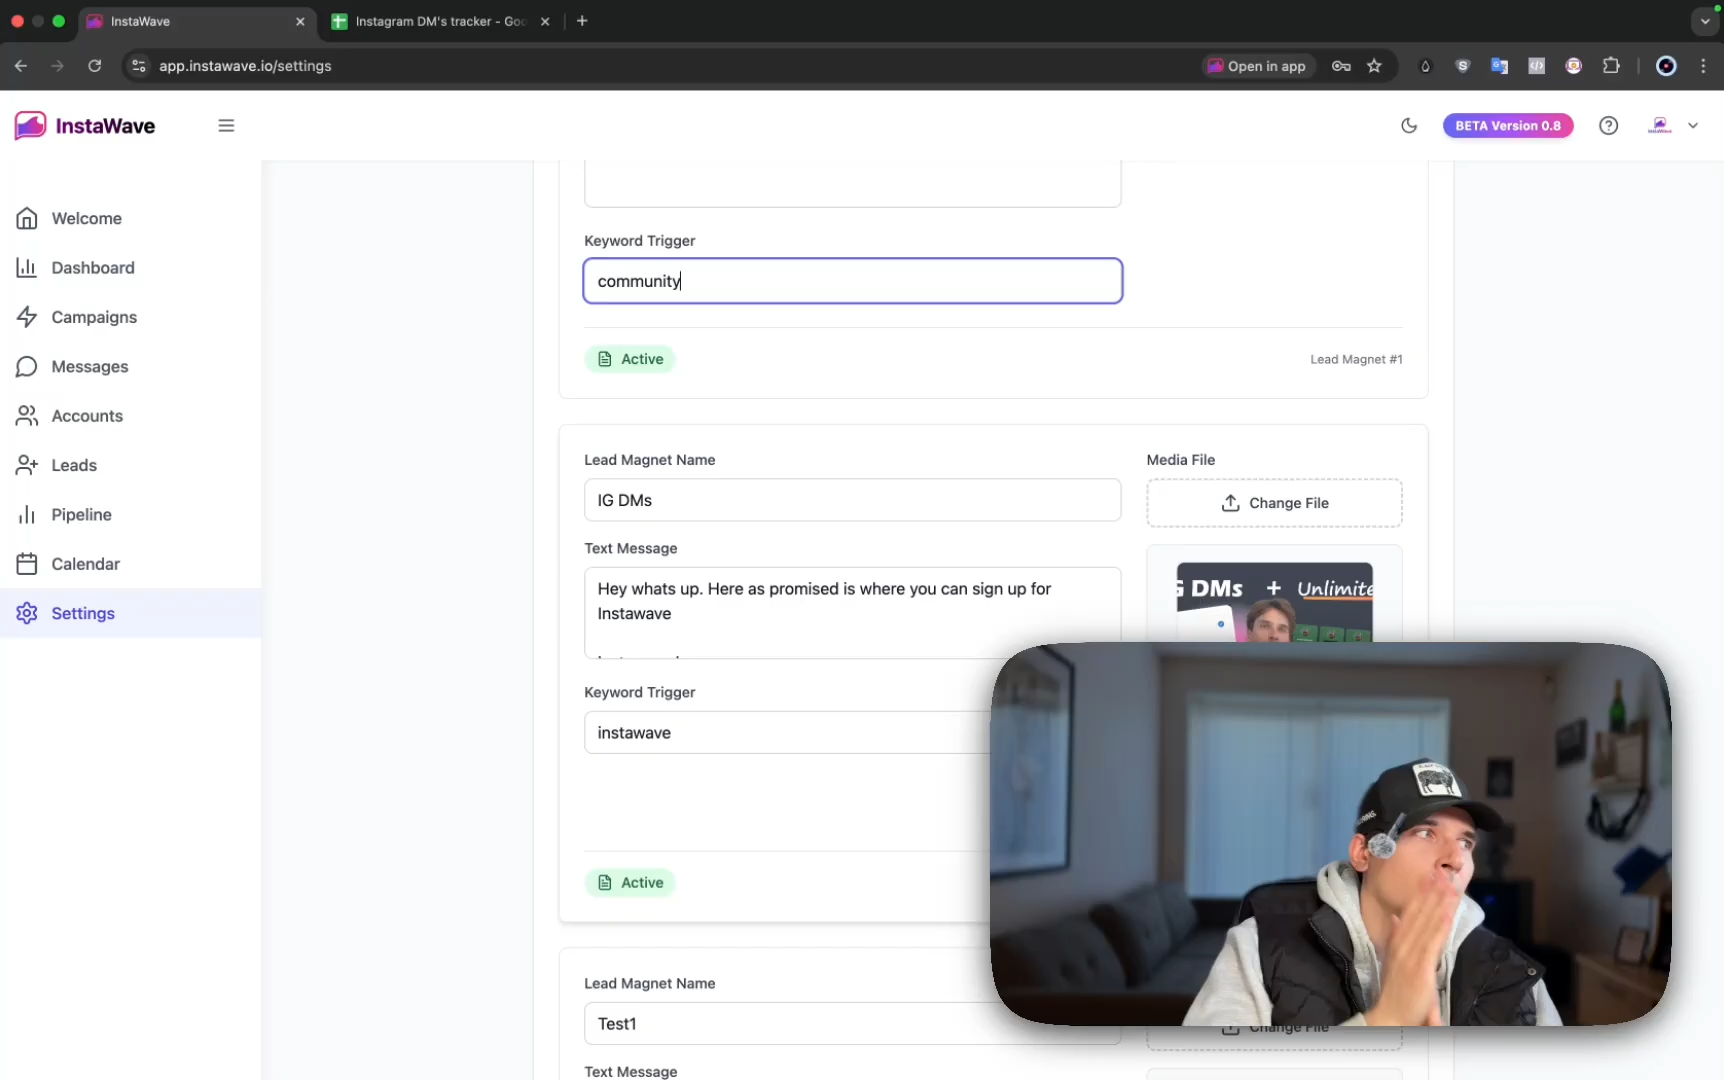 InstaWave
Instagram DM's tracker - Goo
app.instawave.io/settings
Open in app
InstaWave
BETA Version 0.8
Welcome
Dashboard
Campaigns
Messages
Accounts
Leads
Pipeline
Calendar
Settings
Keyword Trigger
community
Active
Lead Magnet #1
Lead Magnet Name
Media File
IG DMs
Change File
Text Message
Hey whats up. Here as promised is where you can sign up for
Instawave
G DMs + Unlimite
Keyword Trigger
instawave
Active
Lead Magnet Name
Test1
Change File
Text Message